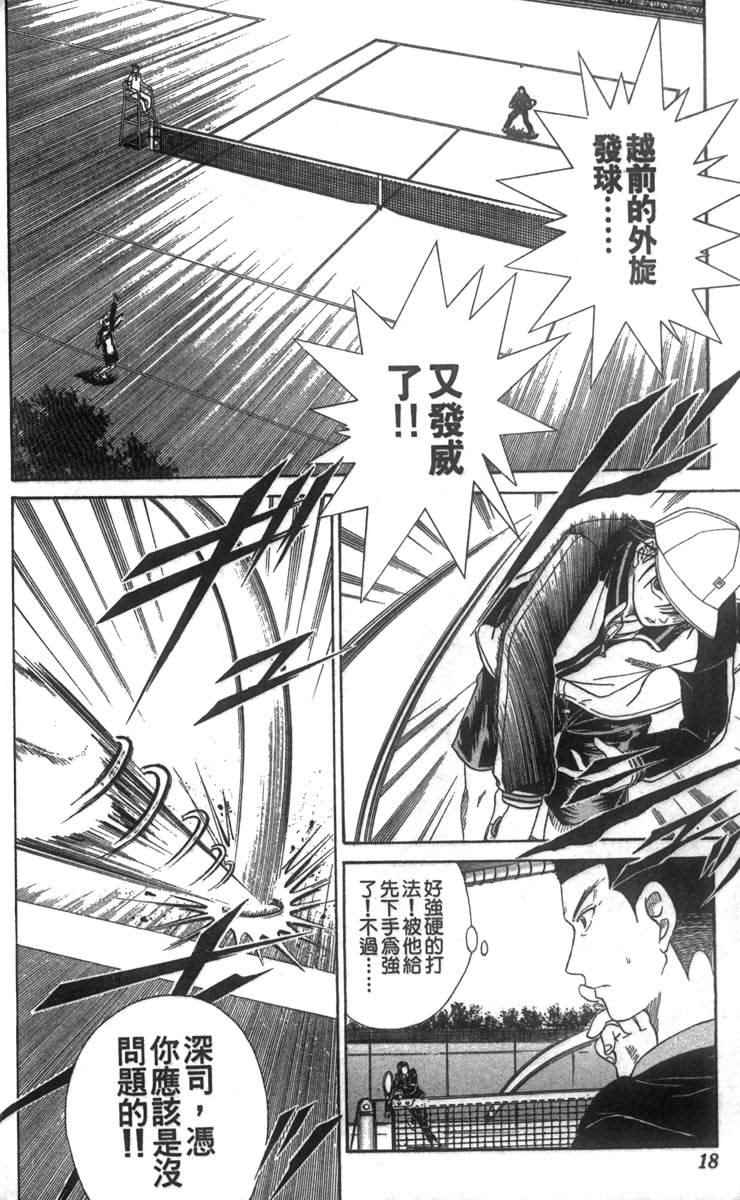 越前的外旋
發球……
又發威
了!!
好強硬的打
法!被他給
先下手為強
了!不過……
深司,憑
你應該是沒
問題的!!
18